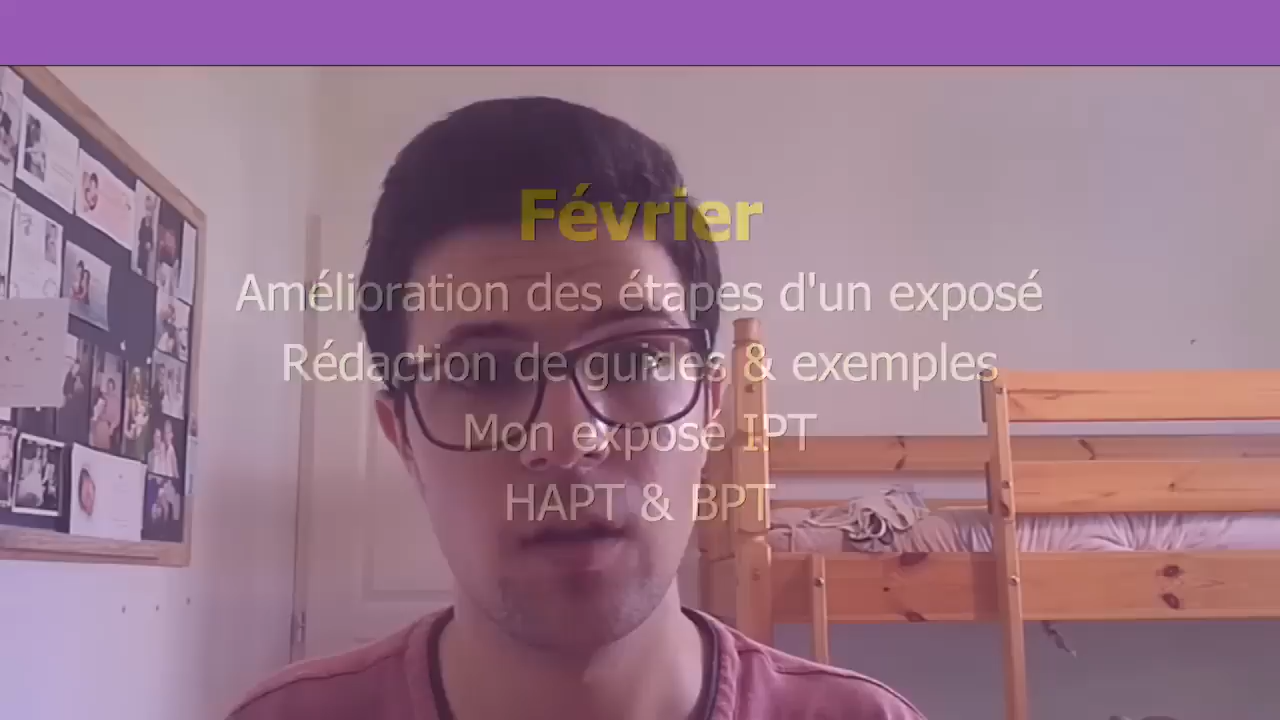 Février
Amélioration des étapes d'un exposé
Rédaction de guides & exemples
Mon exposé IPT
HAPT & BPT